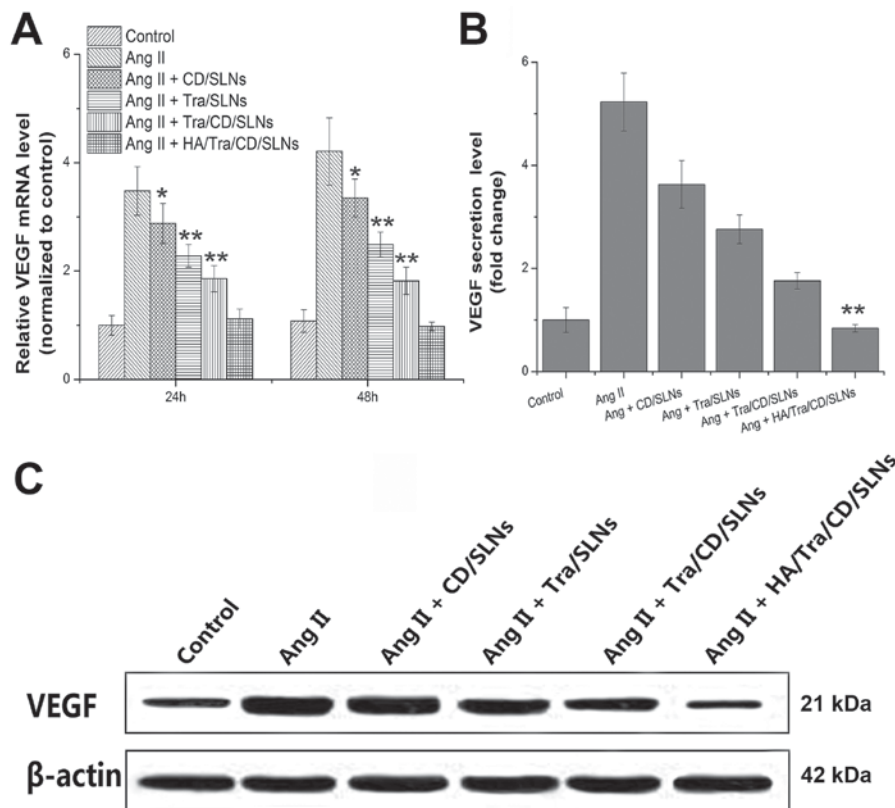 A
Control
Ang II
Ang II + CD/SLNs
Ang II + Tra/SLNs
Ang II + Tra/CD/SLNs
Ang II + HA/Tra/CD/SLNs
Relative VEGF mRNA level
(normalized to control)
6
4
2
0
*
**
**
*
**
**
24h
48h
B
VEGF secretion level
(fold change)
6
4
2
0
**
Control
Ang II
Ang + CD/SLNs
Ang + Tra/SLNs
Ang + Tra/CD/SLNs
Ang + HA/Tra/CD/SLNs
C
Control
Ang II
Ang II + CD/SLNs
Ang II + Tra/SLNs
Ang II + Tra/CD/SLNs
Ang II + HA/Tra/CD/SLNs
VEGF
21 kDa
β-actin
42 kDa